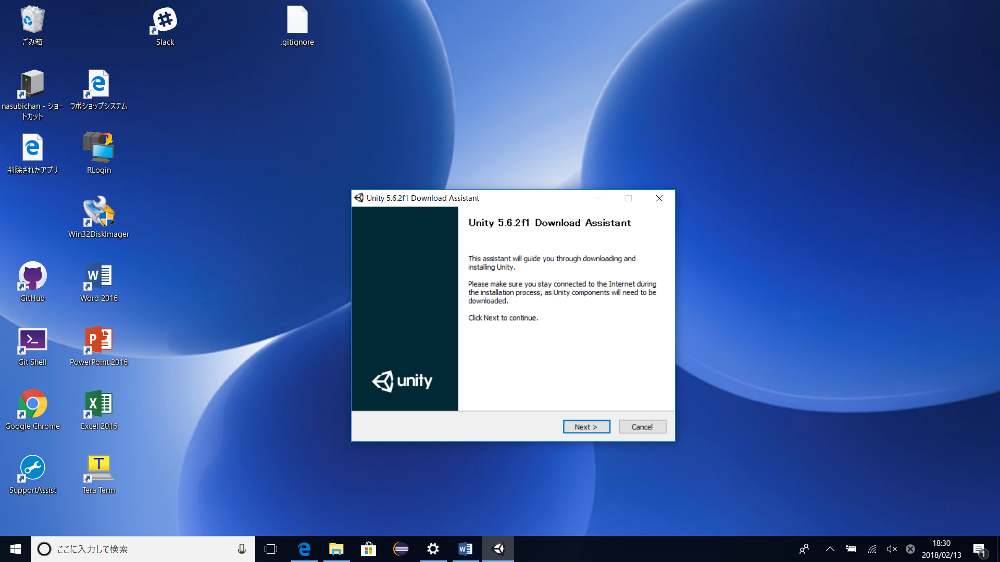 ごみ箱
Slack
.gitignore
nasubichan - ショー
トカット
ラボショップシステム
削除されたアプリ
RLogin
Win32DiskImager
GitHub
Word 2016
Git Shell
PowerPoint 2016
Google Chrome
Excel 2016
SupportAssist
Tera Term
Unity 5.6.2f1 Download Assistant
Unity 5.6.2f1 Download Assistant
This assistant will guide you through downloading and
installing Unity.
Please make sure you stay connected to the Internet during
the installation process, as Unity components will need to be
downloaded.
Click Next to continue.
unity
Next >
Cancel
ここに入力して検索
18:30
2018/02/13
1